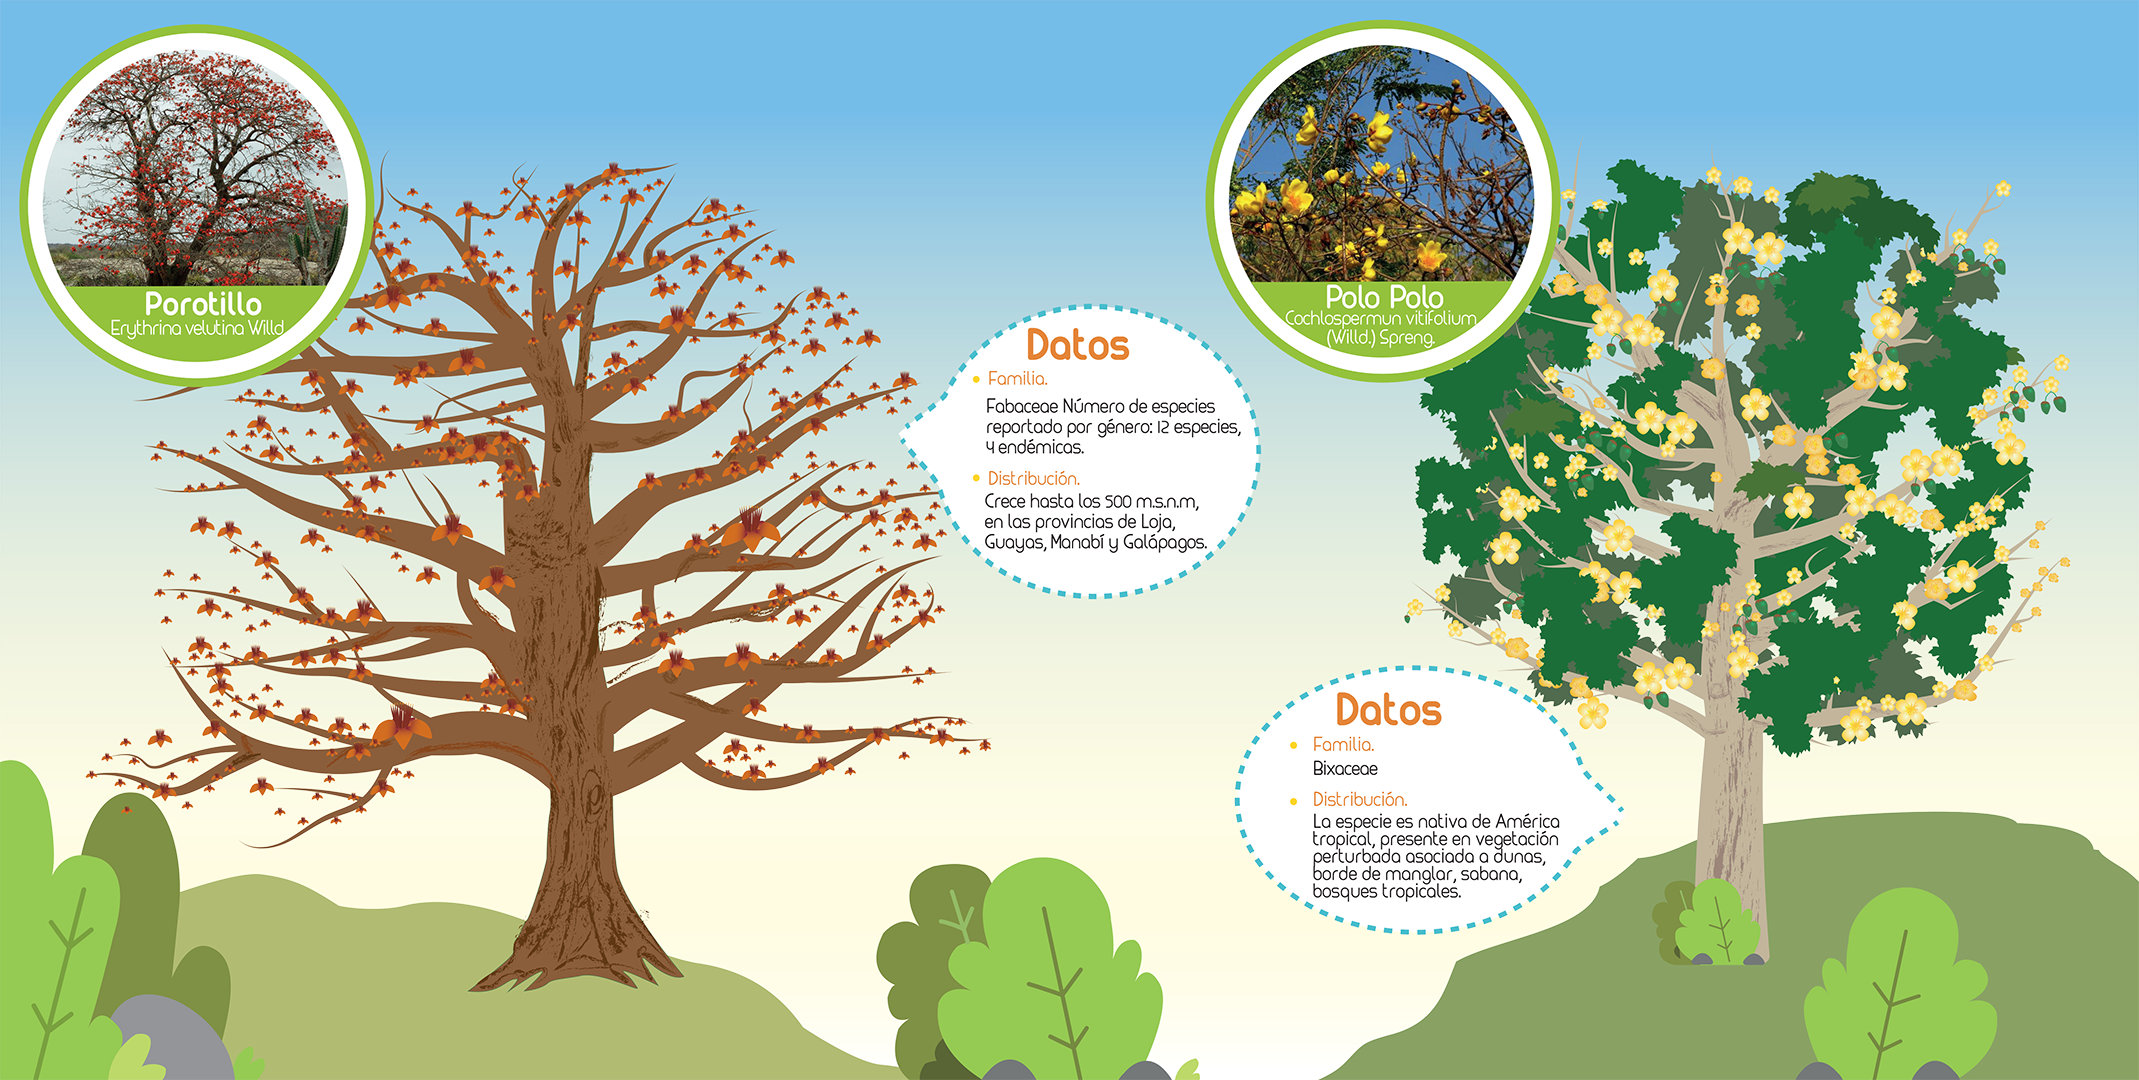 Porotillo
Erythrina velutina Willd
Datos
Familia.
Fabaceae Número de especies
reportado por género: 12 especies,
4 endémicas.
Distribución.
Crece hasta los 500 m.s.n.m,
en las provincias de Loja,
Guayas, Manabí y Galápagos.
Polo Polo
Cochlospermun vitifolium
(Willd.) Spreng.
Datos
Familia.
Bixaceae
Distribución.
La especie es nativa de América
tropical, presente en vegetación
perturbada asociada a dunas,
borde de manglar, sabana,
bosques tropicales.